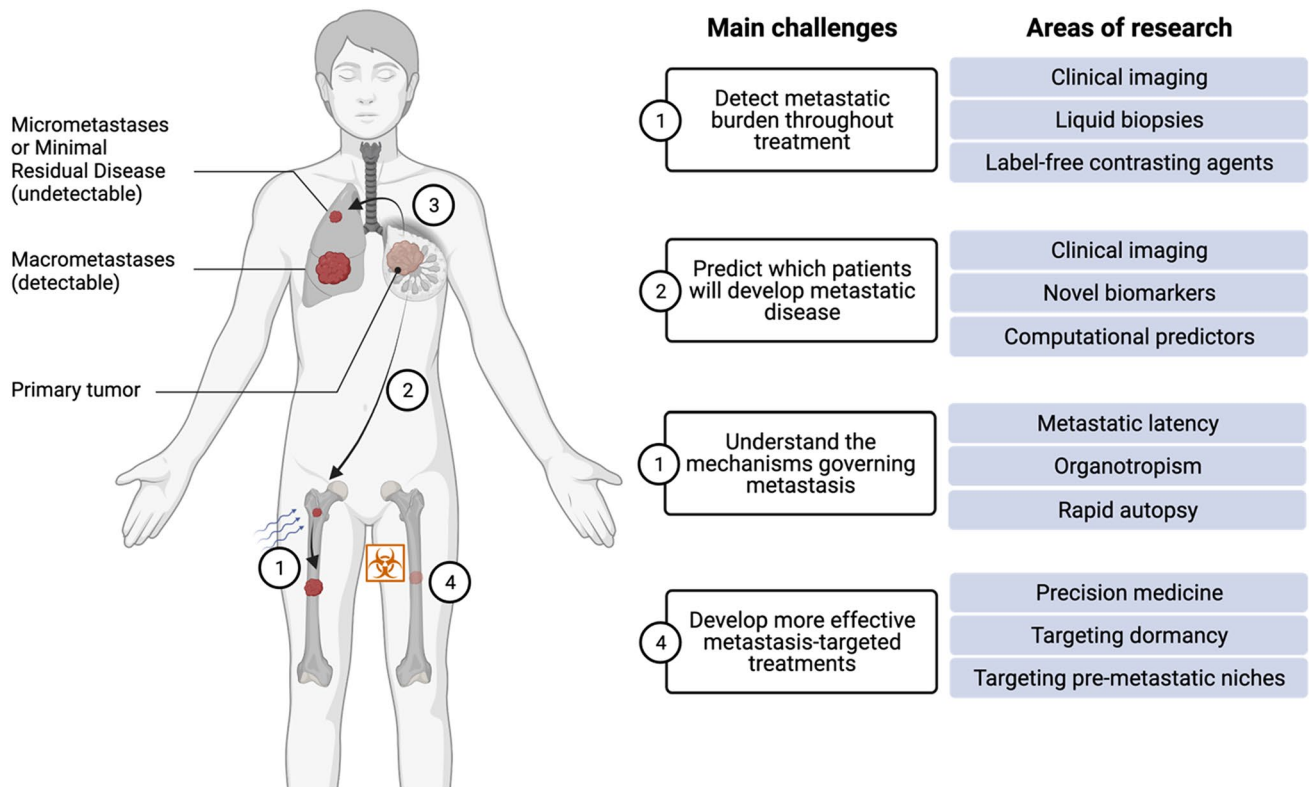 Micrometastases
or Minimal
Residual Disease
(undetectable)
Macrometastases
(detectable)
Primary tumor
3
2
1
4
Main challenges
Areas of research
1
Detect metastatic
burden throughout
treatment
Clinical imaging
Liquid biopsies
Label-free contrasting agents
2
Predict which patients
will develop metastatic
disease
Clinical imaging
Novel biomarkers
Computational predictors
1
Understand the
mechanisms governing
metastasis
Metastatic latency
Organotropism
Rapid autopsy
4
Develop more effective
metastasis-targeted
treatments
Precision medicine
Targeting dormancy
Targeting pre-metastatic niches